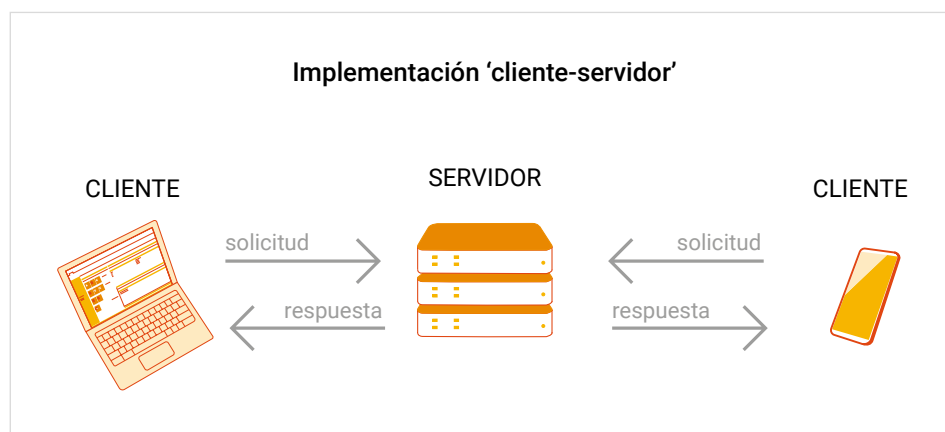 Implementación ‘cliente-servidor’
CLIENTE
SERVIDOR
CLIENTE
solicitud
solicitud
respuesta
respuesta